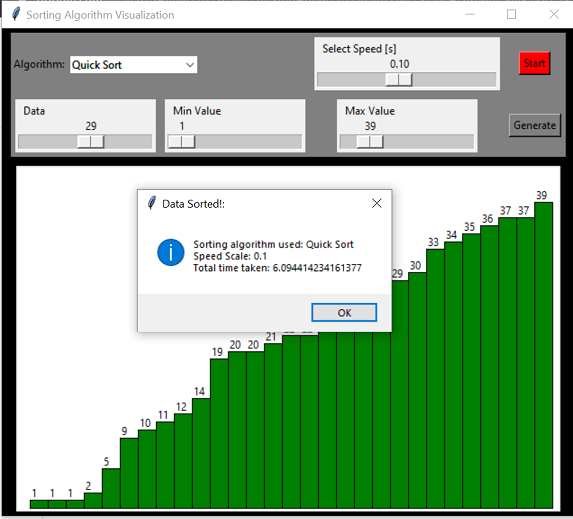 Sorting Algorithm Visualization
Algorithm: Quick Sort
Select Speed [s]
0.10
Start
Data
29
Min Value
1
Max Value
39
Generate
Data Sorted!:
Sorting algorithm used: Quick Sort
Speed Scale: 0.1
Total time taken: 6.094414234161377
OK
1 1 1 2 5 9 10 11 12 14 19 20 20 21 29 30 33 34 35 36 37 37 39